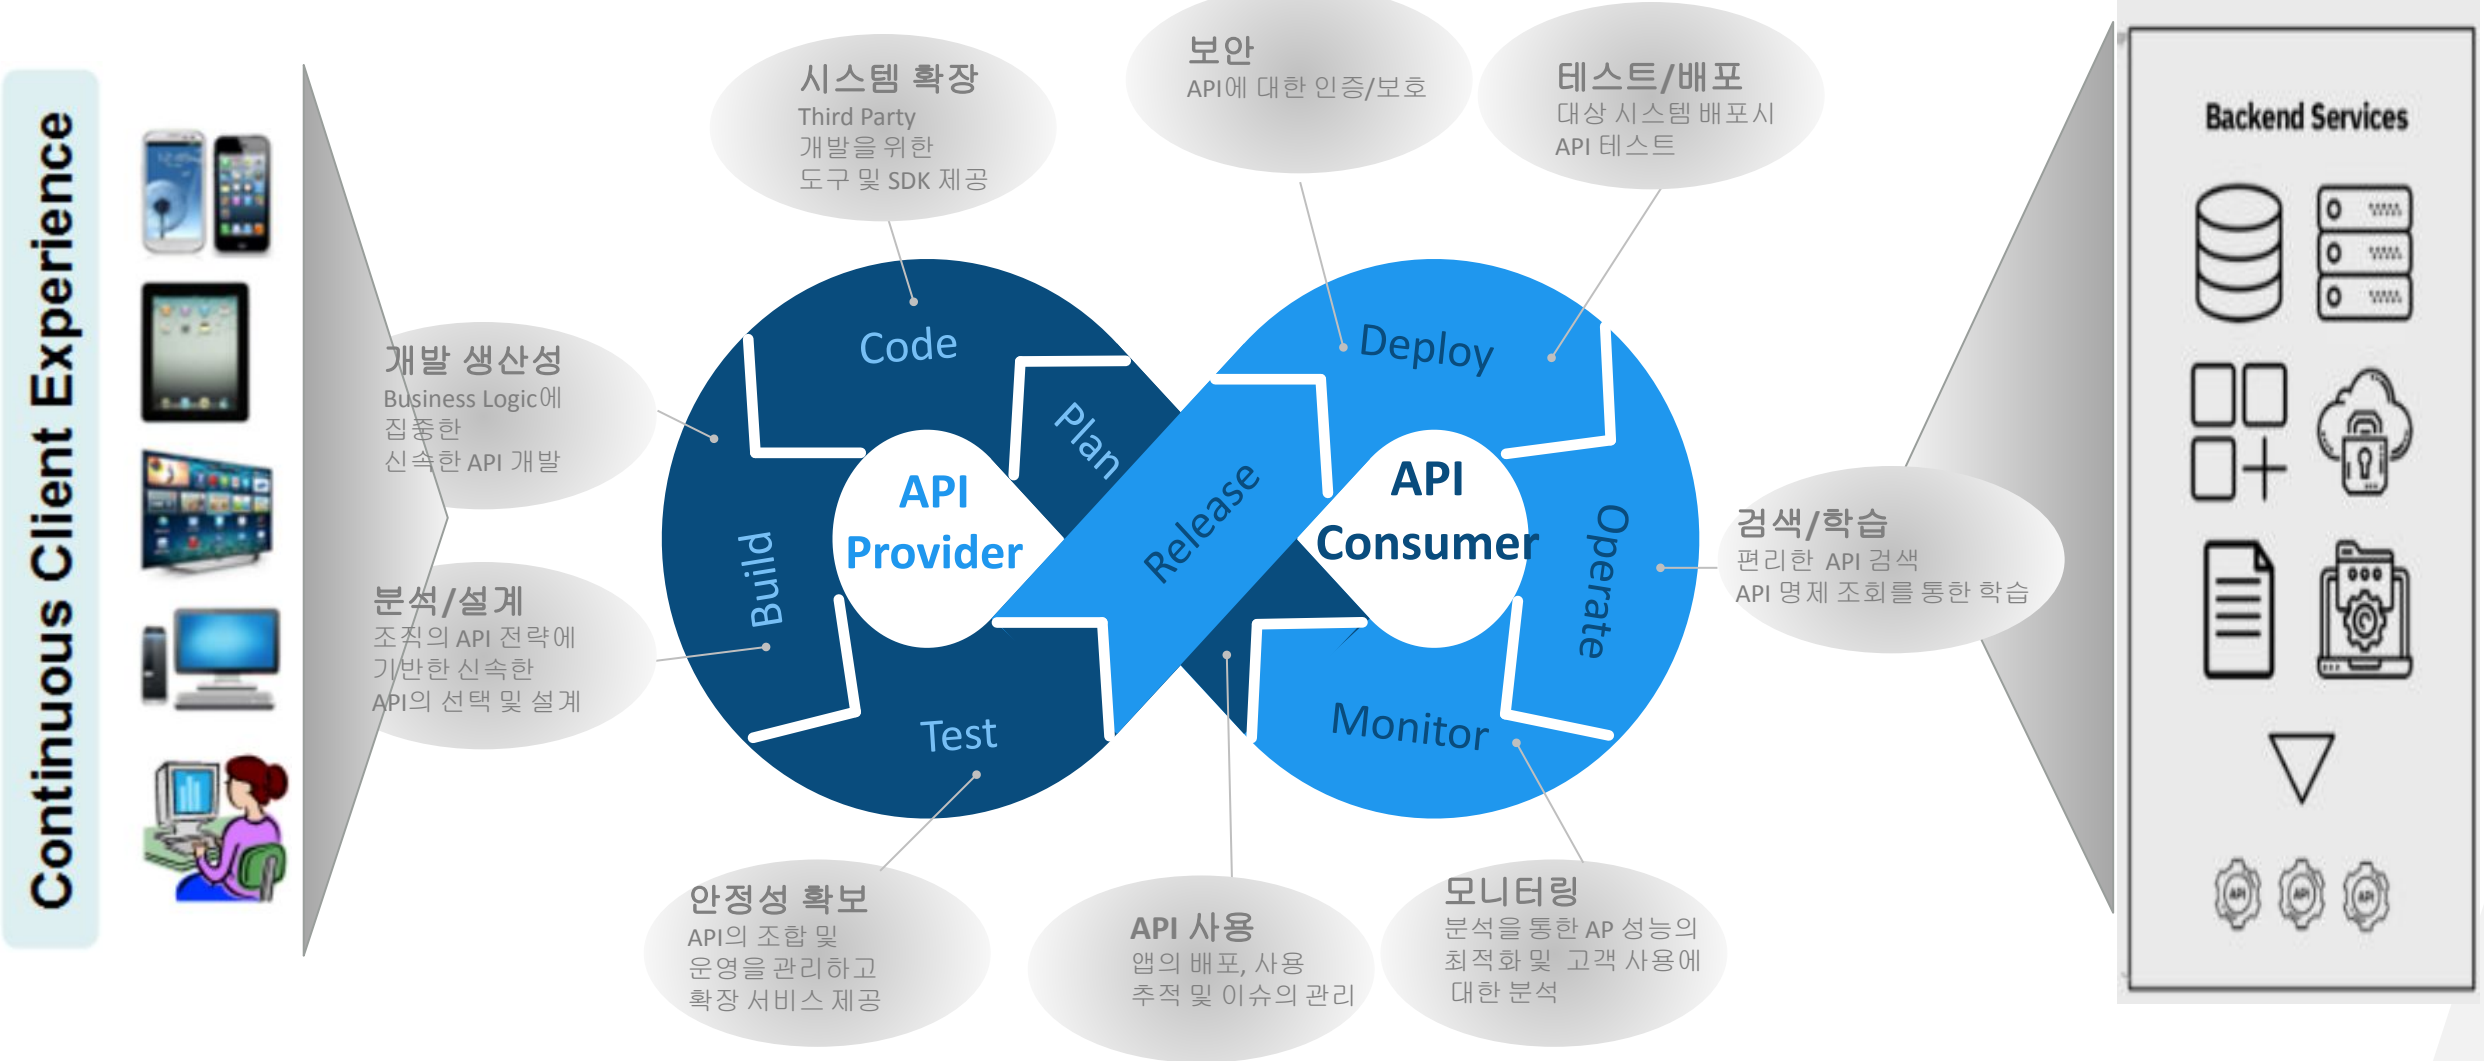 Continuous Client Experience
시스템 확장
Third Party
개발을 위한
도구 및 SDK 제공
보안
API에 대한 인증/보호
테스트/배포
대상 시스템 배포시
API 테스트
개발 생산성
Business Logic에
집중한
신속한 API 개발
분석/설계
조직의 API 전략에
기반한 신속한
API의 선택 및 설계
Code
Plan
Build
Test
API
Provider
Release
Deploy
API
Consumer
Operate
Monitor
검색/학습
편리한 API 검색
API 명제 조회를 통한 학습
안정성 확보
API의 조합 및
운영을 관리하고
확장 서비스 제공
API 사용
앱의 배포, 사용
추적 및 이슈의 관리
모니터링
분석을 통한 AP 성능의
최적화 및 고객 사용에
대한 분석
Backend Services
API
API
API